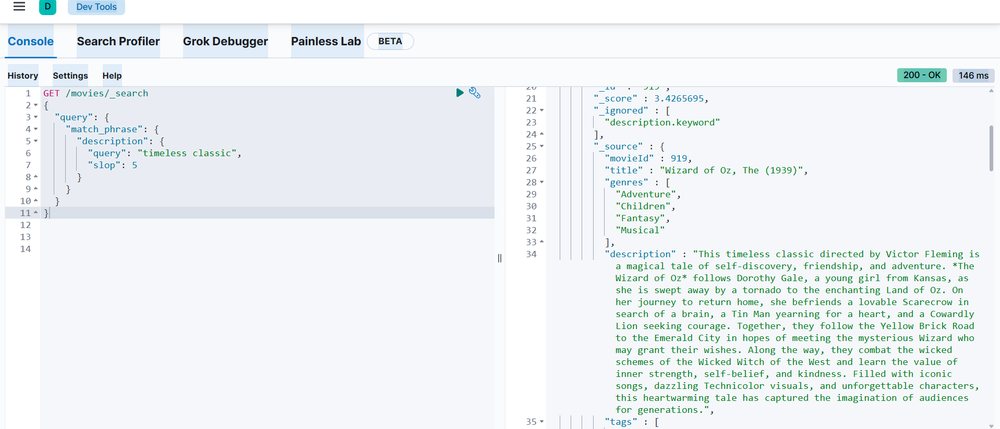 D Dev Tools
Console Search Profiler Grok Debugger Painless Lab BETA
History Settings Help 200 - OK 146 ms
1 GET /movies/_search
2 {
3 "query": {
4 "match_phrase": {
5 "description": {
6 "query": "timeless classic",
7 "slop": 5
8 }
9 }
10 }
11 }
12
13
14
20 "_id" : "919",
21 "_score" : 3.4265695,
22 "_ignored" : [
23 "description.keyword"
24 ],
25 "_source" : {
26 "movieId" : 919,
27 "title" : "Wizard of Oz, The (1939)",
28 "genres" : [
29 "Adventure",
30 "Children",
31 "Fantasy",
32 "Musical"
33 ],
34 "description" : "This timeless classic directed by Victor Fleming is
a magical tale of self-discovery, friendship, and adventure. *The
Wizard of Oz* follows Dorothy Gale, a young girl from Kansas, as
she is swept away by a tornado to the enchanting Land of Oz. On
her journey to return home, she befriends a lovable Scarecrow in
search of a brain, a Tin Man yearning for a heart, and a Cowardly
Lion seeking courage. Together, they follow the Yellow Brick Road
to the Emerald City in hopes of meeting the mysterious Wizard who
may grant their wishes. Along the way, they combat the wicked
schemes of the Wicked Witch of the West and learn the value of
inner strength, self-belief, and kindness. Filled with iconic
songs, dazzling Technicolor visuals, and unforgettable characters,
this heartwarming tale has captured the imagination of audiences
for generations.",
35 "tags" : [